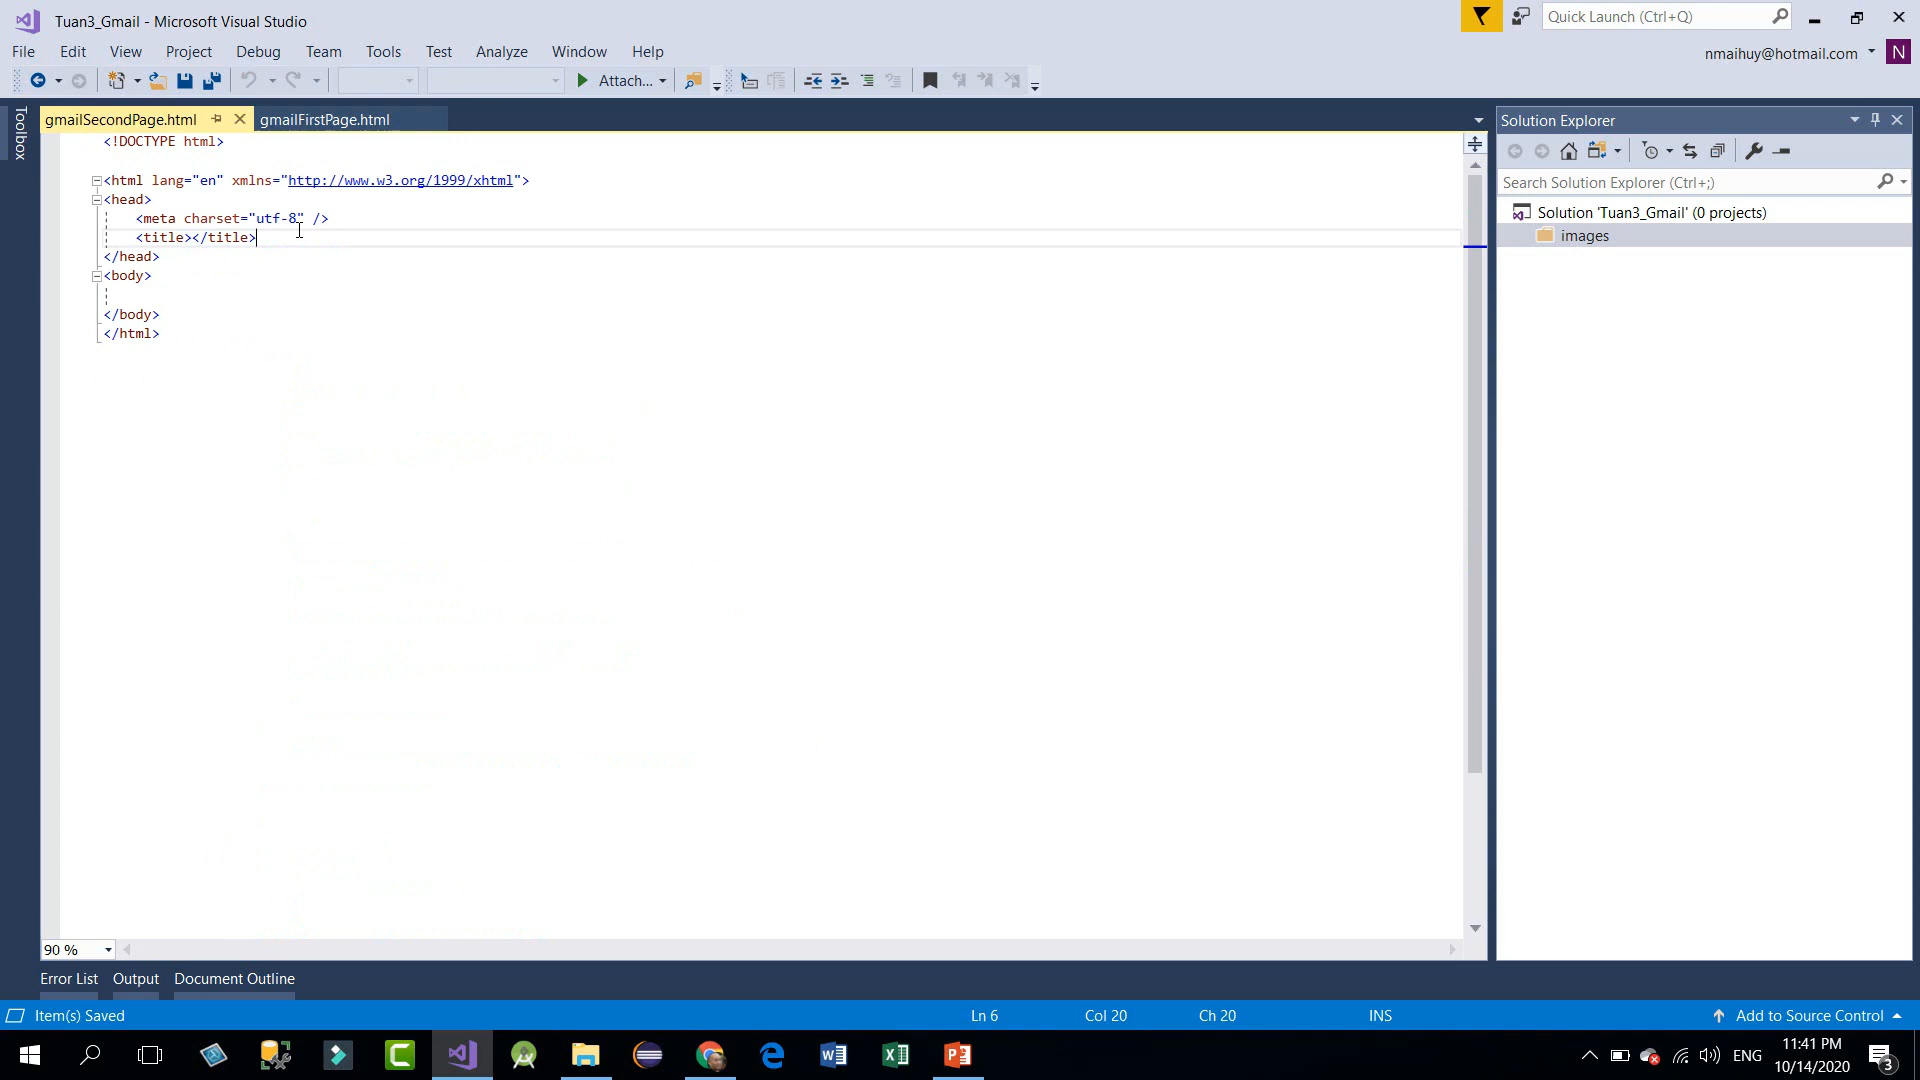 Tuan3_Gmail - Microsoft Visual Studio
Quick Launch (Ctrl+Q)
File Edit View Project Debug Team Tools Test Analyze Window Help
nmaihuy@hotmail.com N
Attach...
Toolbox
gmailSecondPage.html gmailFirstPage.html
<!DOCTYPE html>
<html lang="en" xmlns="http://www.w3.org/1999/xhtml">
<head>
<meta charset="utf-8" />
<title></title>
</head>
<body>
</body>
</html>
Solution Explorer
Search Solution Explorer (Ctrl+;)
Solution 'Tuan3_Gmail' (0 projects)
images
90 %
Error List Output Document Outline
Item(s) Saved Ln 6 Col 20 Ch 20 INS Add to Source Control
ENG 11:41 PM
10/14/2020 3